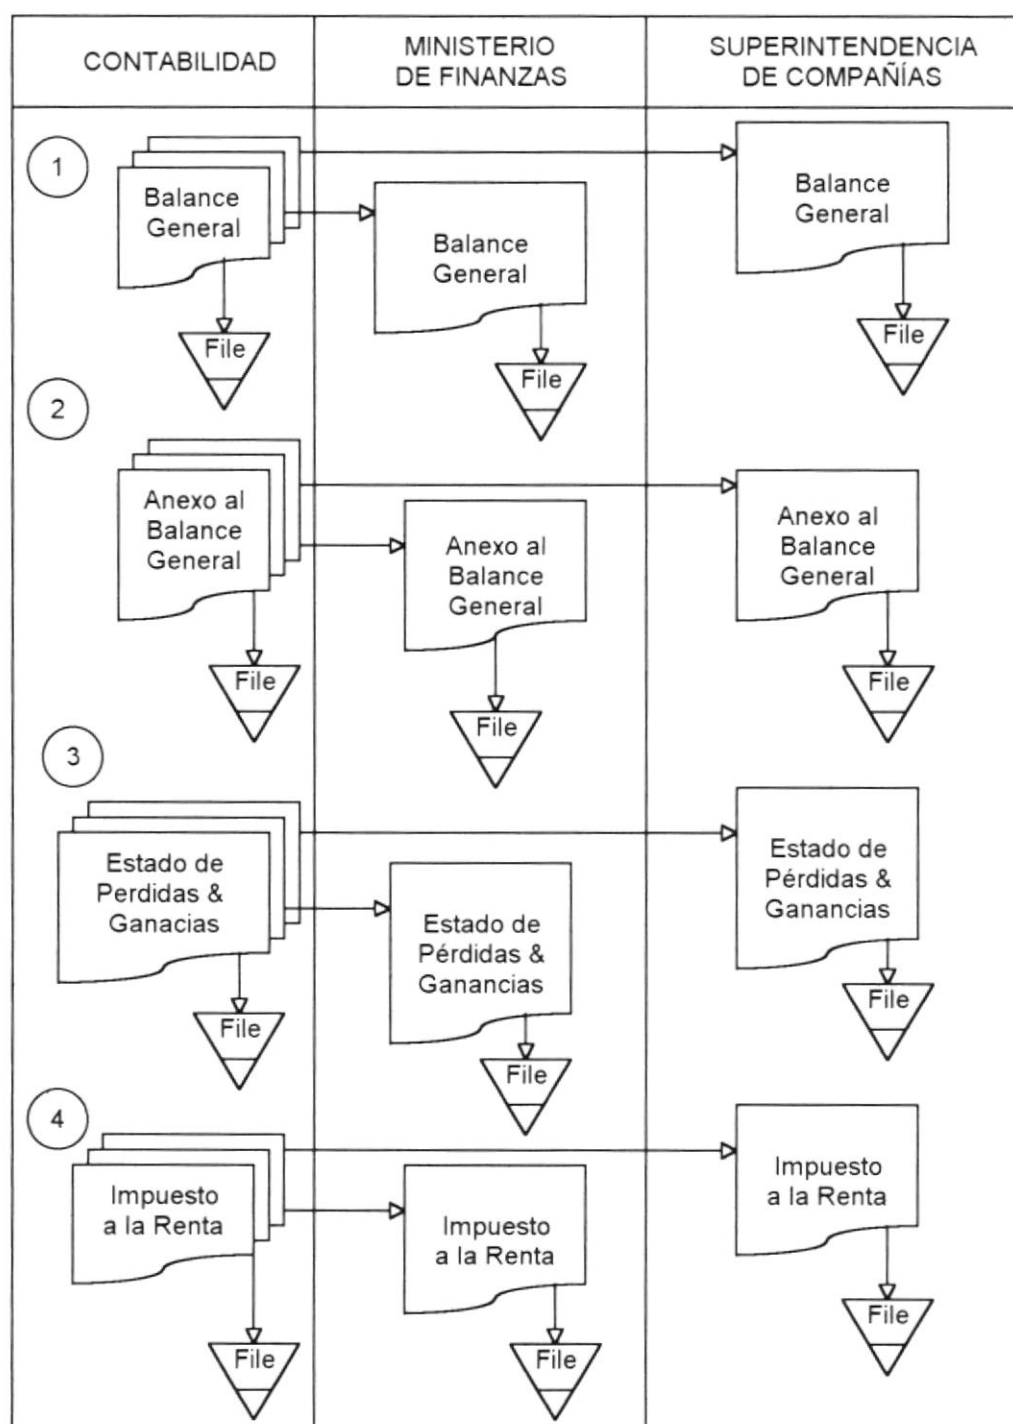 CONTABILIDAD
MINISTERIO
DE FINANZAS
SUPERINTENDENCIA
DE COMPAÑÍAS
1
Balance
General
File
Balance
General
File
Balance
General
File
2
Anexo al
Balance
General
File
Anexo al
Balance
General
File
Anexo al
Balance
General
File
3
Estado de
Perdidas &
Ganacias
File
Estado de
Pérdidas &
Ganancias
File
Estado de
Pérdidas &
Ganancias
File
4
Impuesto
a la Renta
File
Impuesto
a la Renta
File
Impuesto
a la Renta
File